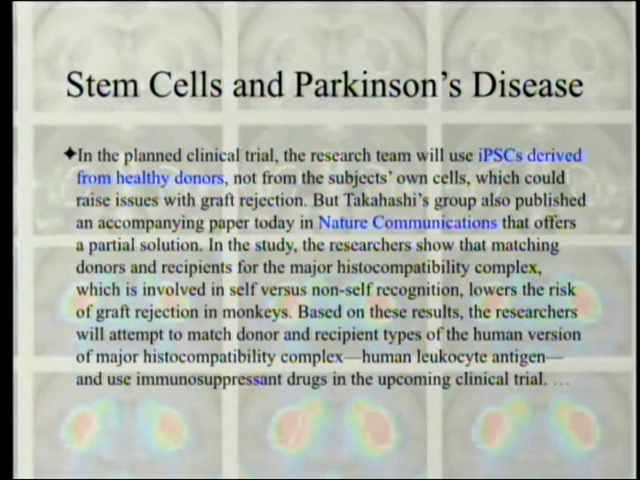 Stem Cells and Parkinson's Disease
✦In the planned clinical trial, the research team will use iPSCs derived
from healthy donors, not from the subjects' own cells, which could
raise issues with graft rejection. But Takahashi's group also published
an accompanying paper today in Nature Communications that offers
a partial solution. In the study, the researchers show that matching
donors and recipients for the major histocompatibility complex,
which is involved in self versus non-self recognition, lowers the risk
of graft rejection in monkeys. Based on these results, the researchers
will attempt to match donor and recipient types of the human version
of major histocompatibility complex—human leukocyte antigen—
and use immunosuppressant drugs in the upcoming clinical trial. …